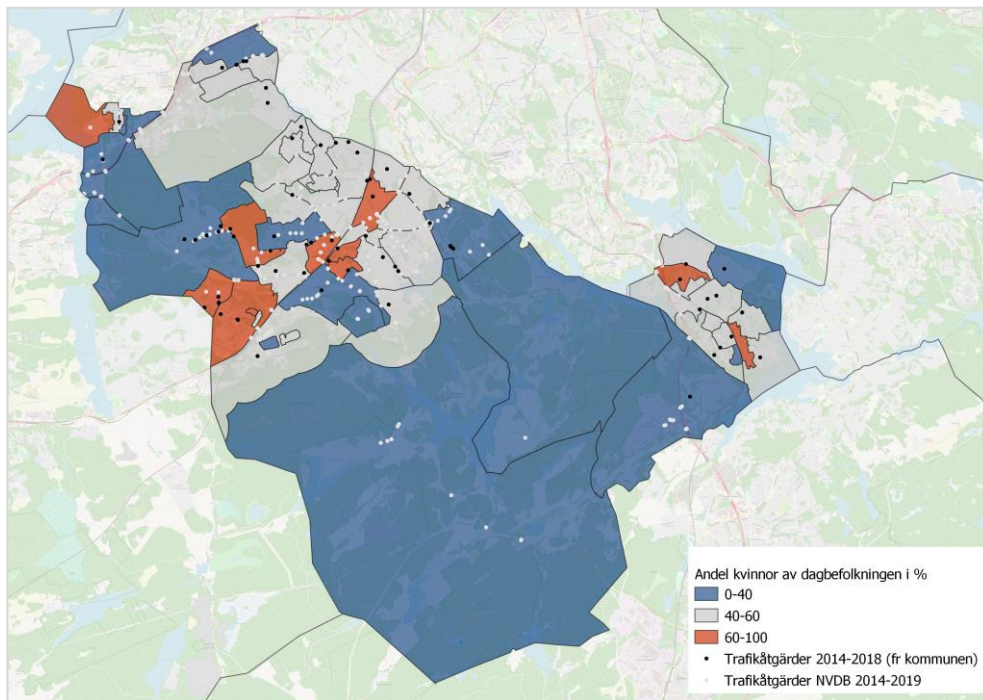 Andel kvinnor av dagbefolkningen i %
0-40
40-60
60-100
Trafikåtgärder 2014-2018 (fr kommunen)
Trafikåtgärder NVDB 2014-2019